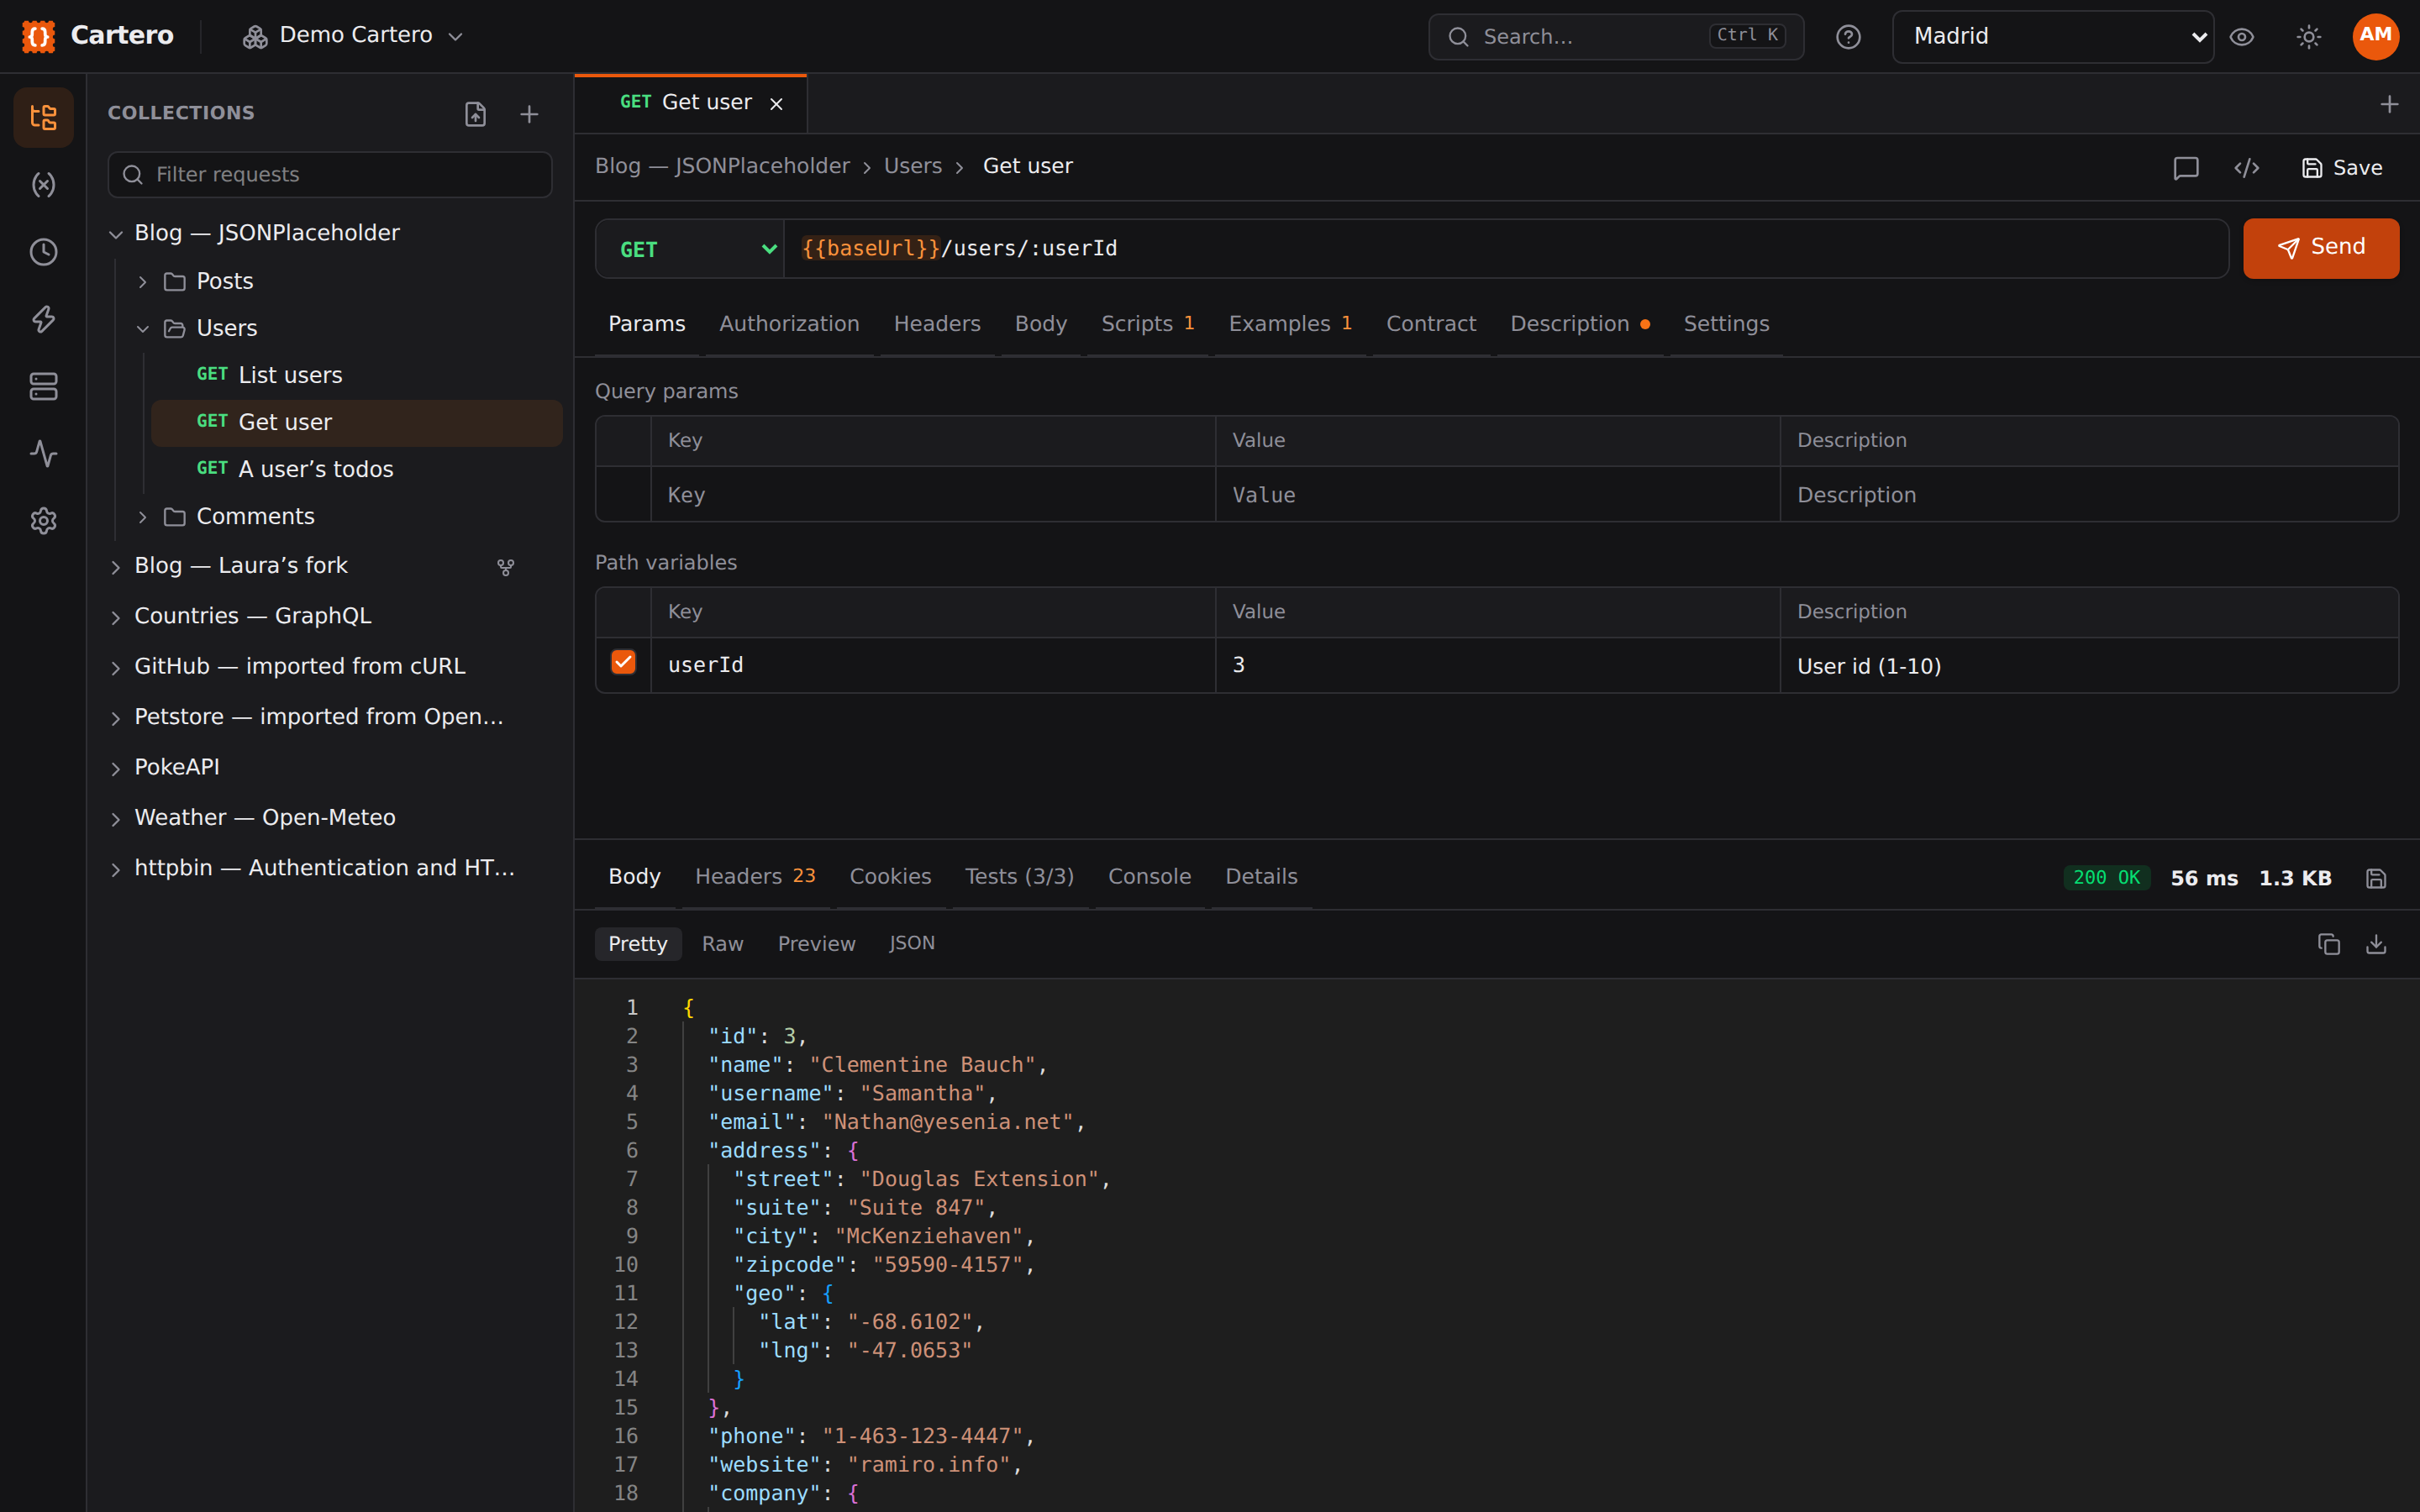 Cartero
Demo Cartero
Search...
Ctrl K
Madrid
AM
COLLECTIONS
Filter requests
Blog — JSONPlaceholder
Posts
Users
GET List users
GET Get user
GET A user’s todos
Comments
Blog — Laura’s fork
Countries — GraphQL
GitHub — imported from cURL
Petstore — imported from Open...
PokeAPI
Weather — Open-Meteo
httpbin — Authentication and HT...
GET Get user
Blog — JSONPlaceholder > Users > Get user
Save
GET
{{baseUrl}}/users/:userId
Send
Params Authorization Headers Body Scripts 1 Examples 1 Contract Description Settings
Query params
Key Value Description
Key Value Description
Path variables
Key Value Description
userId 3 User id (1-10)
Body Headers 23 Cookies Tests (3/3) Console Details
200 OK 56 ms 1.3 KB
Pretty Raw Preview JSON
1 {
2 "id": 3,
3 "name": "Clementine Bauch",
4 "username": "Samantha",
5 "email": "Nathan@yesenia.net",
6 "address": {
7 "street": "Douglas Extension",
8 "suite": "Suite 847",
9 "city": "McKenziehaven",
10 "zipcode": "59590-4157",
11 "geo": {
12 "lat": "-68.6102",
13 "lng": "-47.0653"
14 }
15 },
16 "phone": "1-463-123-4447",
17 "website": "ramiro.info",
18 "company": {